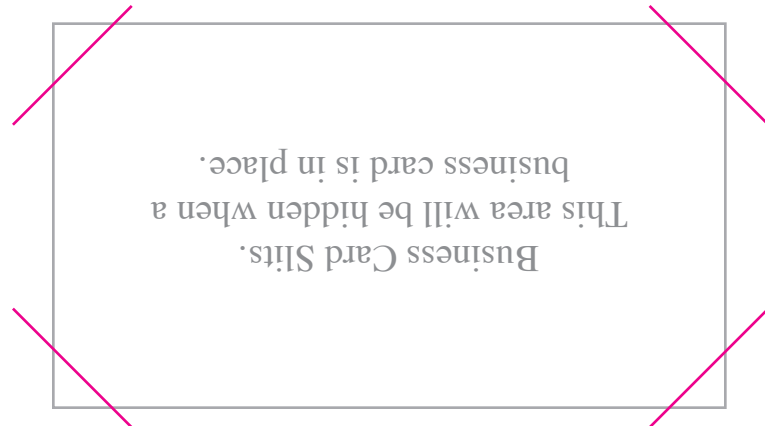 Business Card Slits.
This area will be hidden when a
business card is in place.